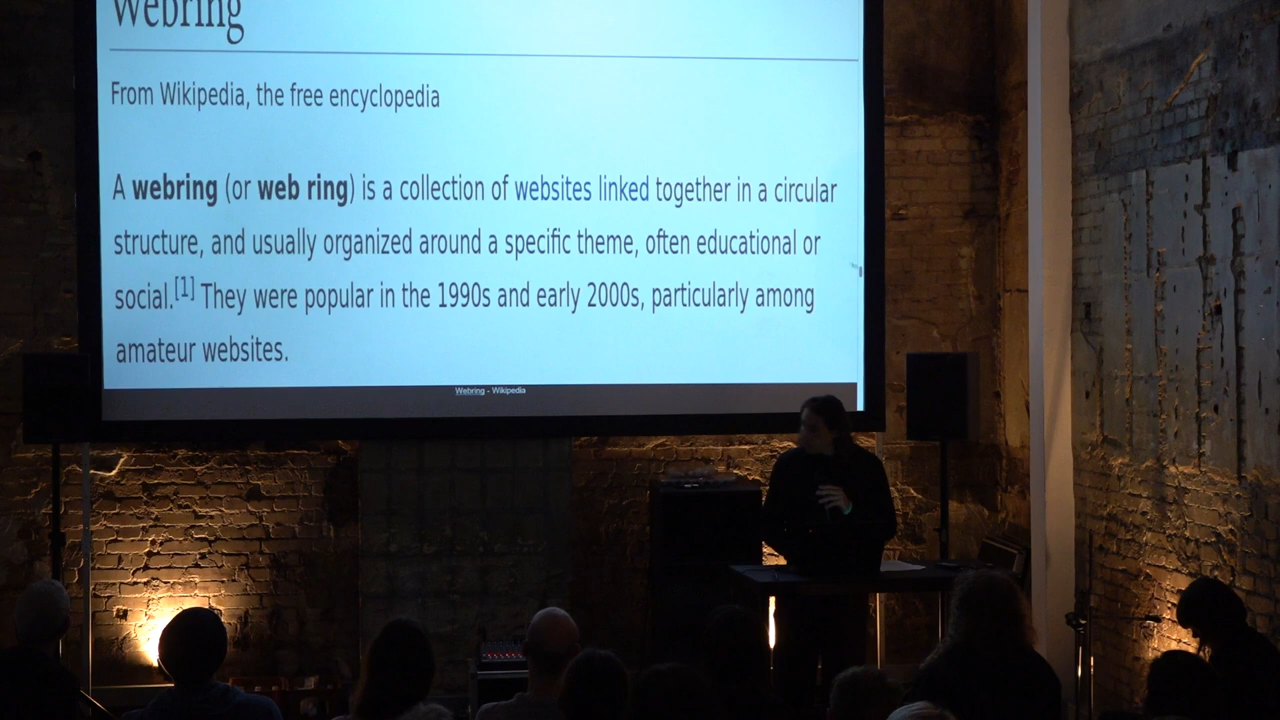 Webring
From Wikipedia, the free encyclopedia
A webring (or web ring) is a collection of websites linked together in a circular
structure, and usually organized around a specific theme, often educational or
social.[1] They were popular in the 1990s and early 2000s, particularly among
amateur websites.
Webring - Wikipedia